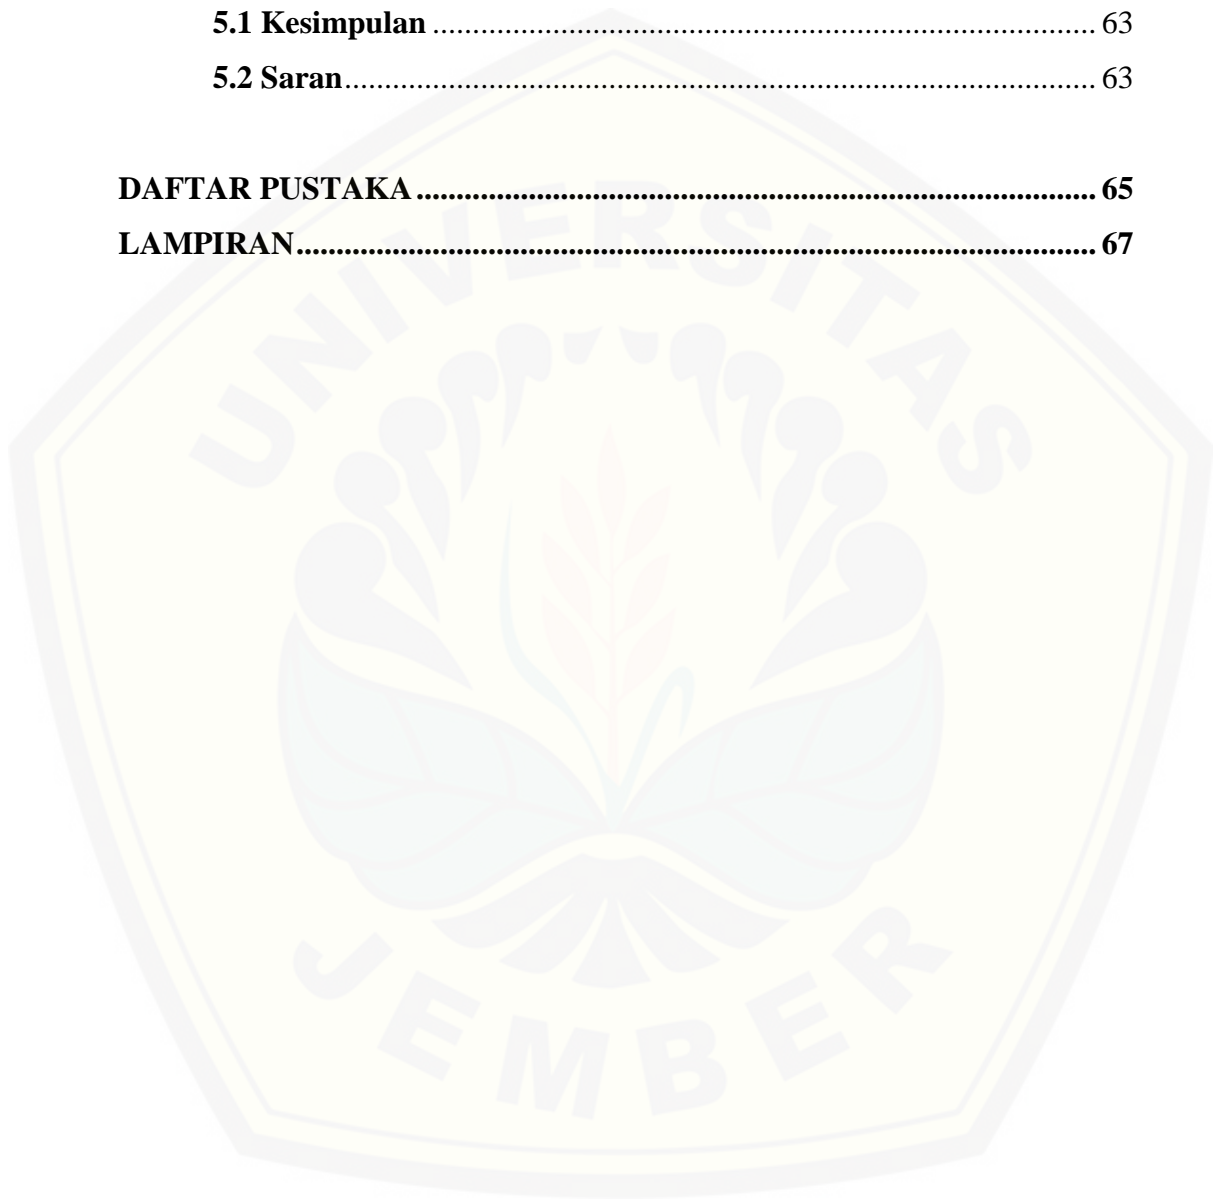 5.1 Kesimpulan .................................................................................. 63
5.2 Saran............................................................................................. 63
DAFTAR PUSTAKA .................................................................................... 65
LAMPIRAN................................................................................................... 67
UNIVERSITAS
JEMBER